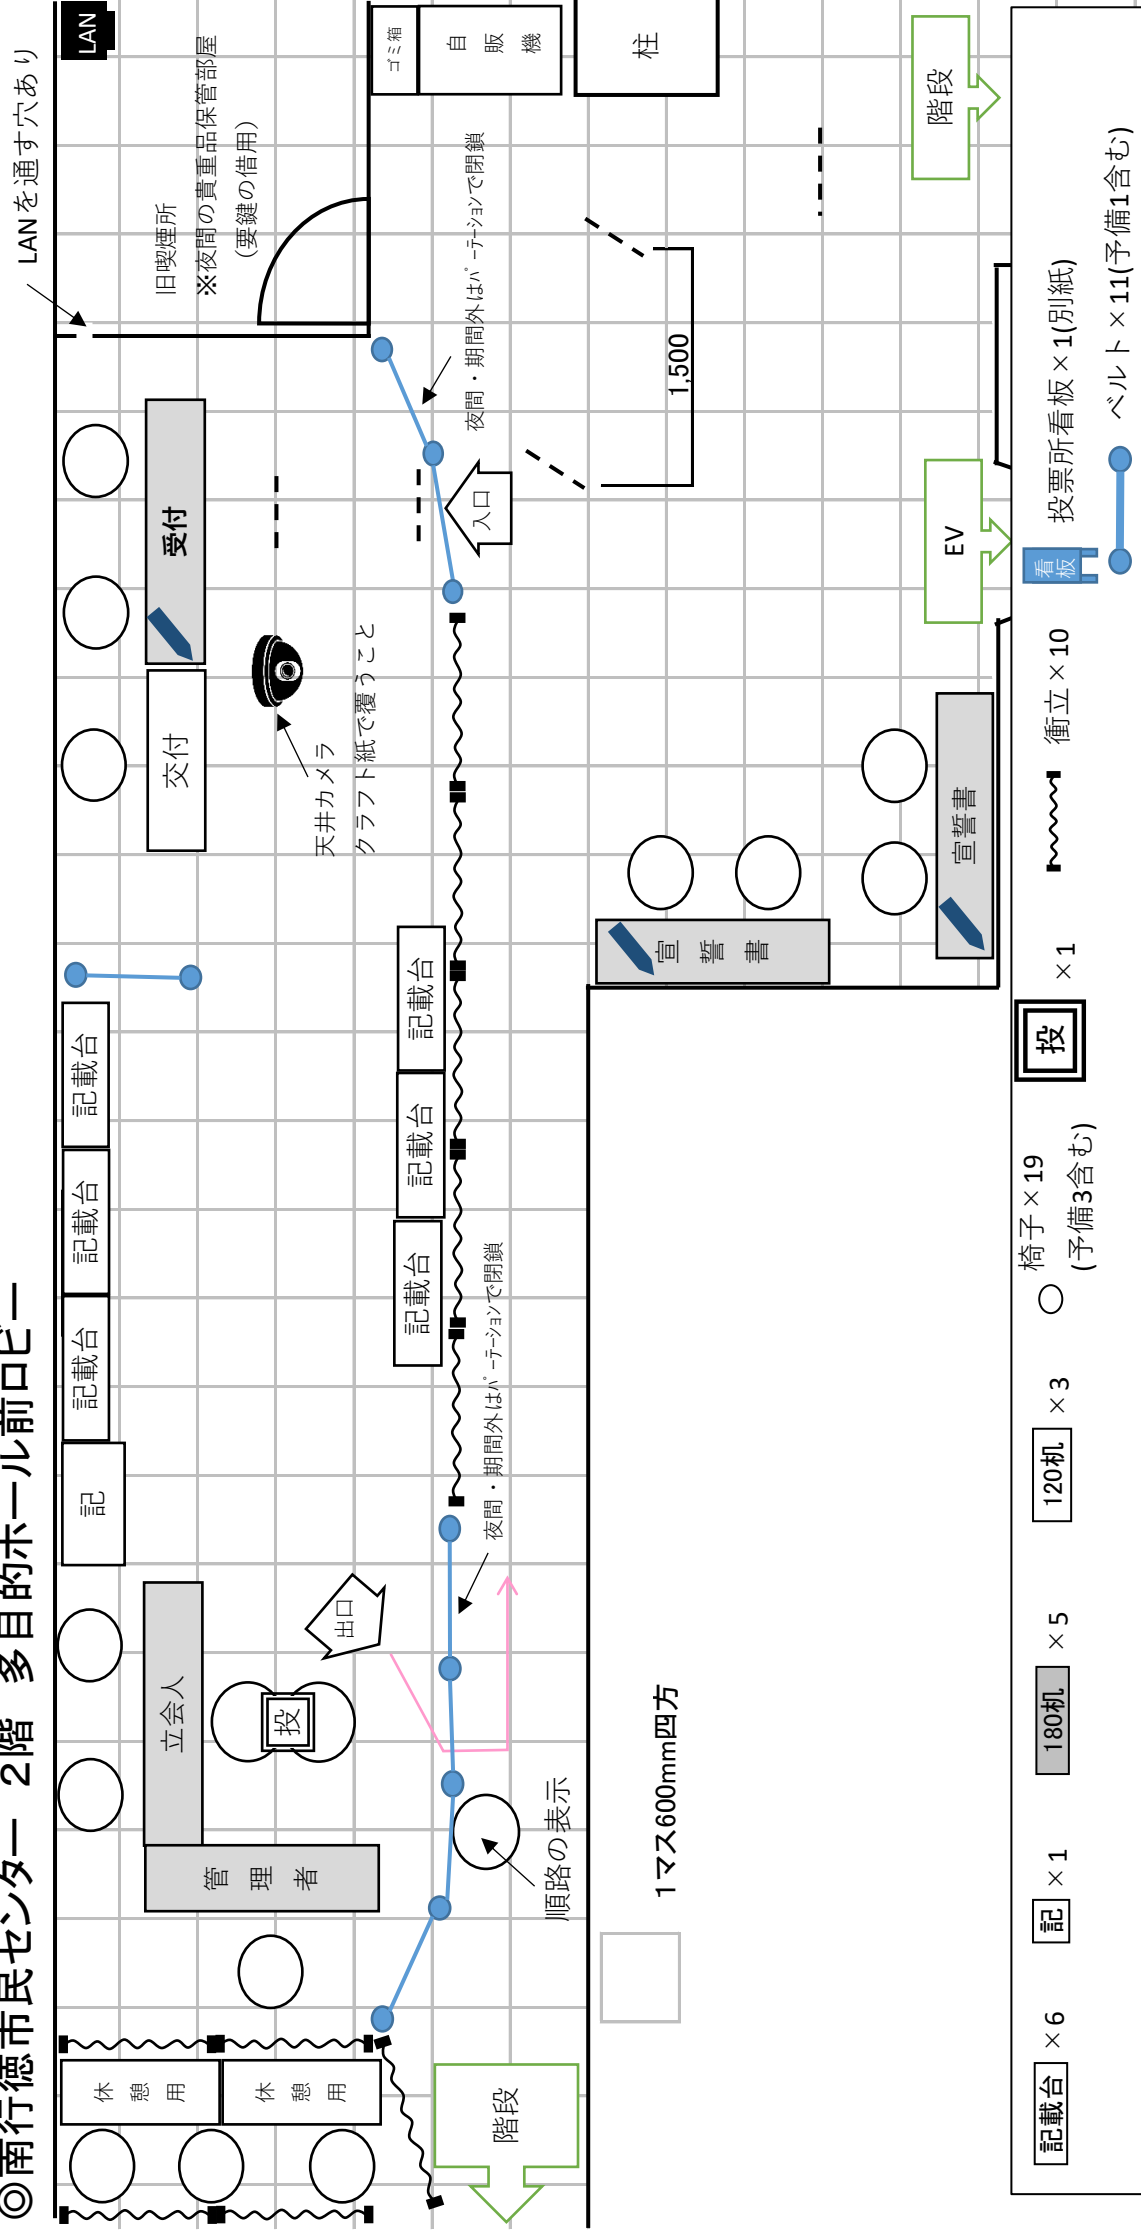 ◎南行徳市民センター 2階 多目的ホール前ロビー
LANを通す穴あり
LAN
旧喫煙所
※夜間の貴重品保管部屋
(要鍵の借用)
ゴミ箱
自販機
柱
階段
受付
交付
天井カメラ
クラフト紙で覆うこと
夜間・期間外はパーテーションで閉鎖
入口
1,500
EV
記載台
記載台
記載台
記
記載台
記載台
記載台
宣誓書
宣誓書
立会人
投
管理者
出口
夜間・期間外はパーテーションで閉鎖
順路の表示
休憩用
休憩用
階段
1マス600mm四方
記載台 ×6
記 ×1
180机 ×5
120机 ×3
椅子×19
(予備3含む)
投 ×1
衝立×10
看板 投票所看板×1(別紙)
ベルト×11(予備1含む)